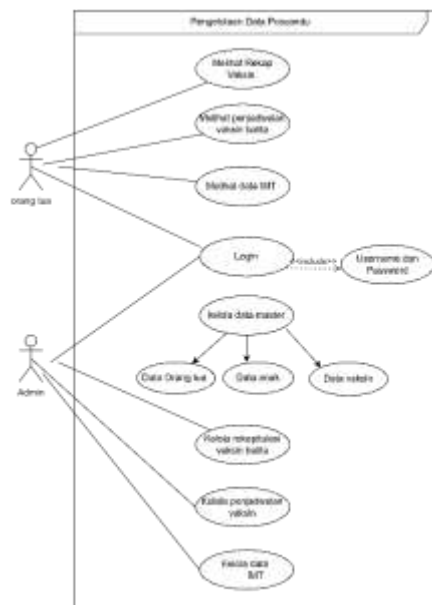 Pengelolaan Data Posyandu
Melihat Rekap
Vaksin
Melihat penjadwalan
vaksin balita
Melihat data IMT
orang tua
Login
<<include>>
Username dan
Password
kelola data master
Data Orang tua
Data anak
Data vaksin
Admin
Kelola rekapitulasi
vaksin balita
Kelola penjadwalan
vaksin
Kelola data
IMT